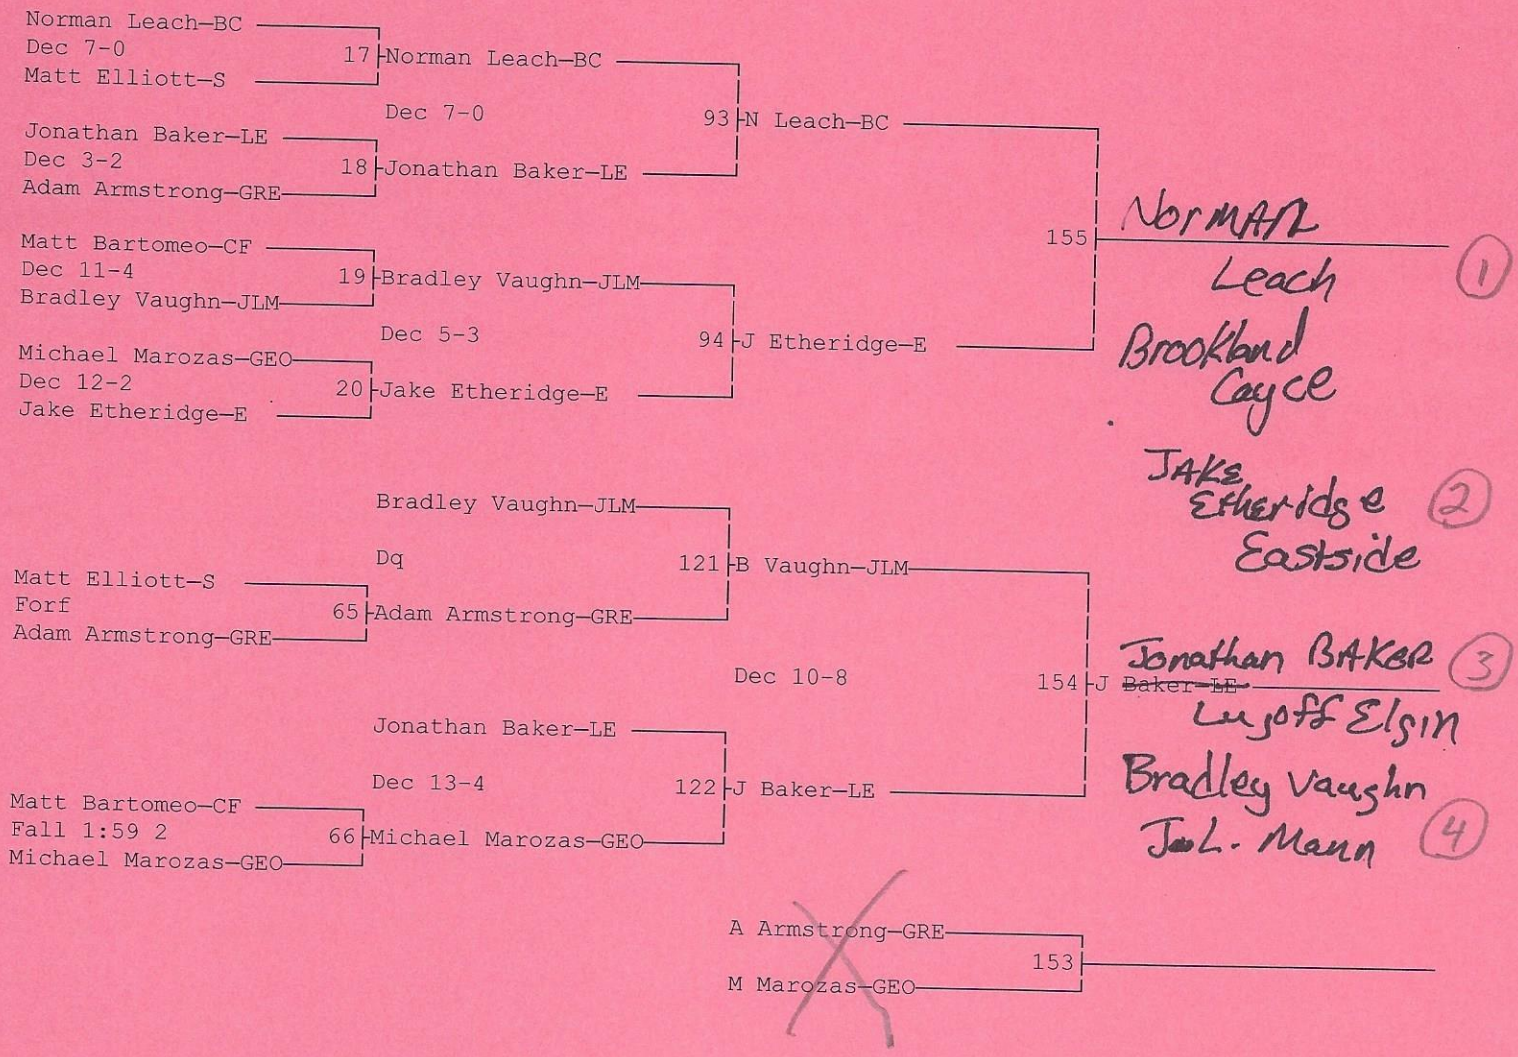 Norman Leach—BC
Dec 7-0
17 Norman Leach—BC
Matt Elliott—S
Dec 7-0
93 N Leach—BC
Jonathan Baker—LE
Dec 3-2
18 Jonathan Baker—LE
Adam Armstrong—GRE
Norman
155
Leach
1
Matt Bartomeo—CF
Dec 11-4
19 Bradley Vaughn—JLM
Bradley Vaughn—JLM
Dec 5-3
94 J Etheridge—E
Brookland
Cayce
Michael Marozas—GEO
Dec 12-2
20 Jake Etheridge—E
Jake Etheridge—E
JAKE
Etheridge
2
Eastside
Bradley Vaughn—JLM
Dq
121 B Vaughn—JLM
Matt Elliott—S
Forf
65 Adam Armstrong—GRE
Adam Armstrong—GRE
Jonathan BAKER
3
Dec 10-8
154 J Baker—LE
Lugoff Elgin
Jonathan Baker—LE
Dec 13-4
122 J Baker—LE
Bradley Vaughn
J.L. Mann
4
Matt Bartomeo—CF
Fall 1:59 2
66 Michael Marozas—GEO
Michael Marozas—GEO
A Armstrong—GRE
153
M Marozas—GEO